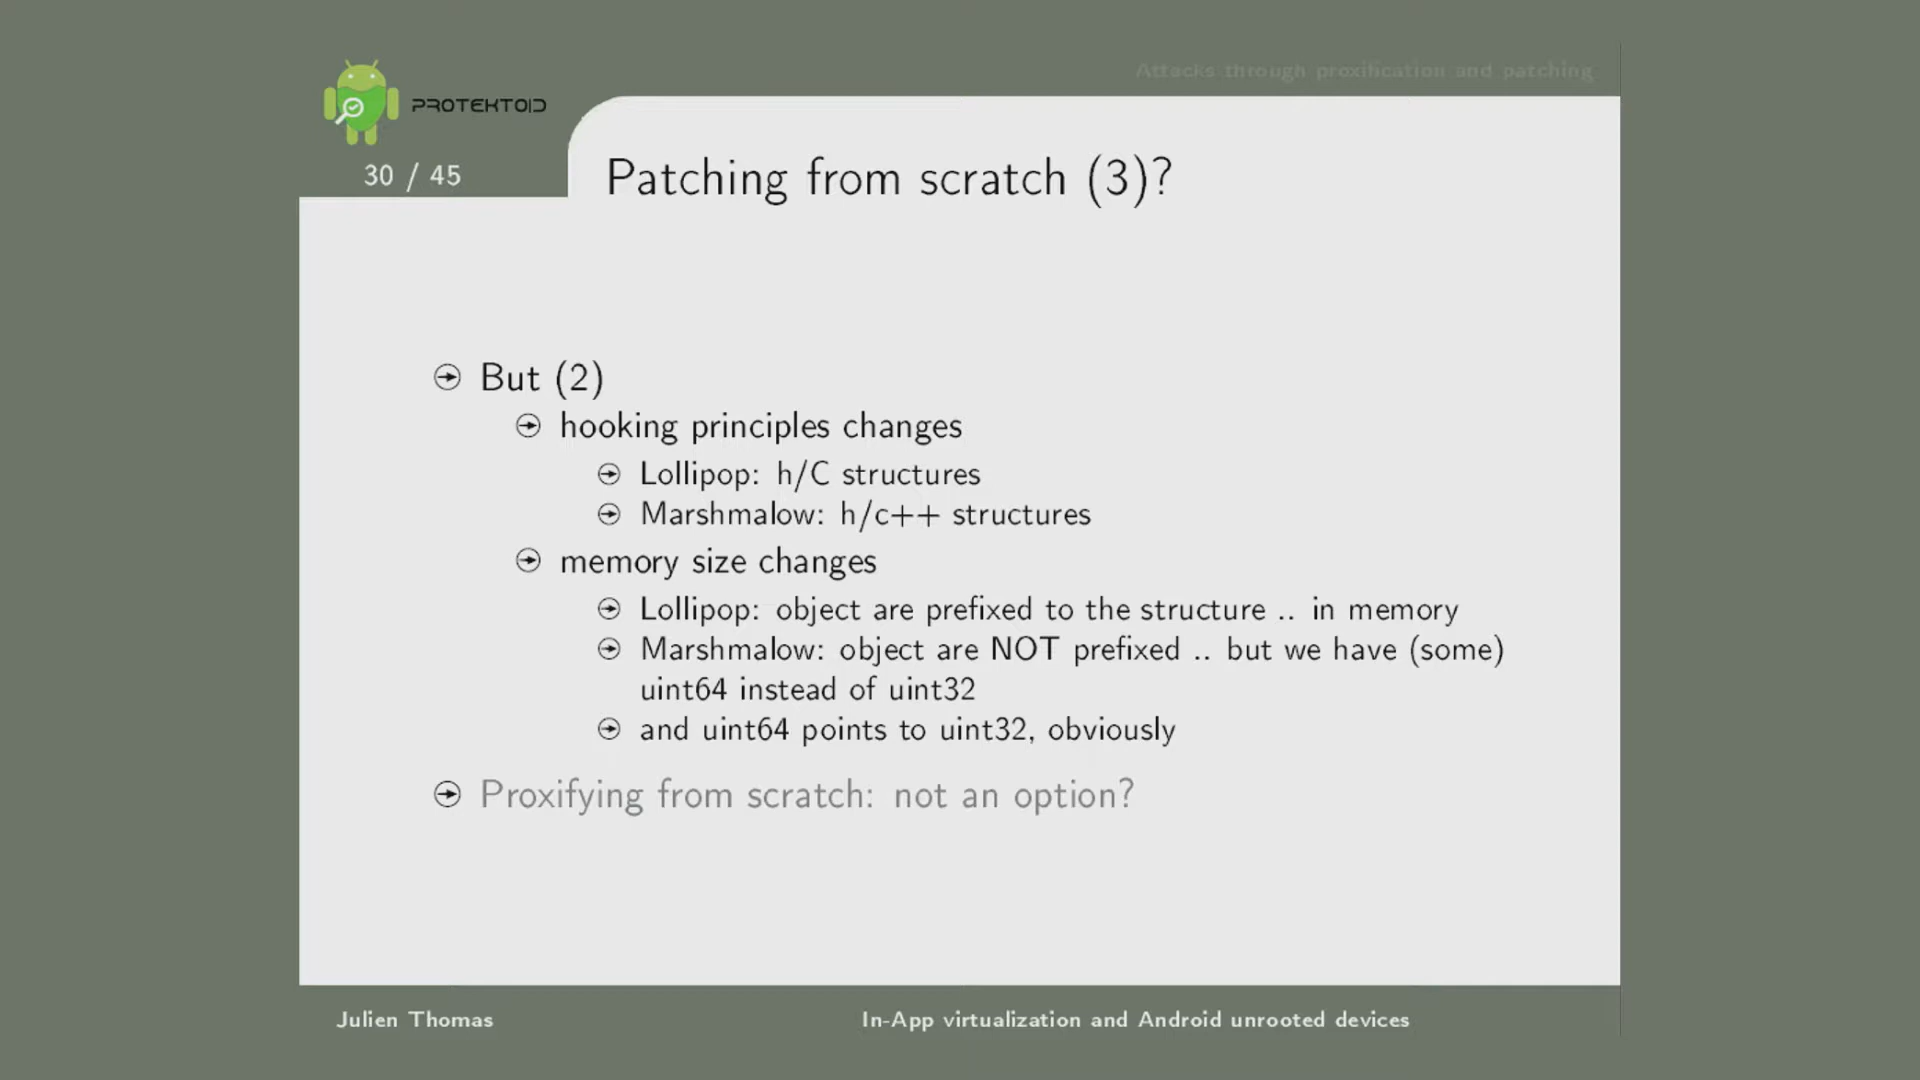 Attacks through proxification and patching
PROTEKTOID
30 / 45
Patching from scratch (3)?
But (2)
hooking principles changes
Lollipop: h/C structures
Marshmalow: h/c++ structures
memory size changes
Lollipop: object are prefixed to the structure .. in memory
Marshmalow: object are NOT prefixed .. but we have (some)
uint64 instead of uint32
and uint64 points to uint32, obviously
Proxifying from scratch: not an option?
Julien Thomas
In-App virtualization and Android unrooted devices